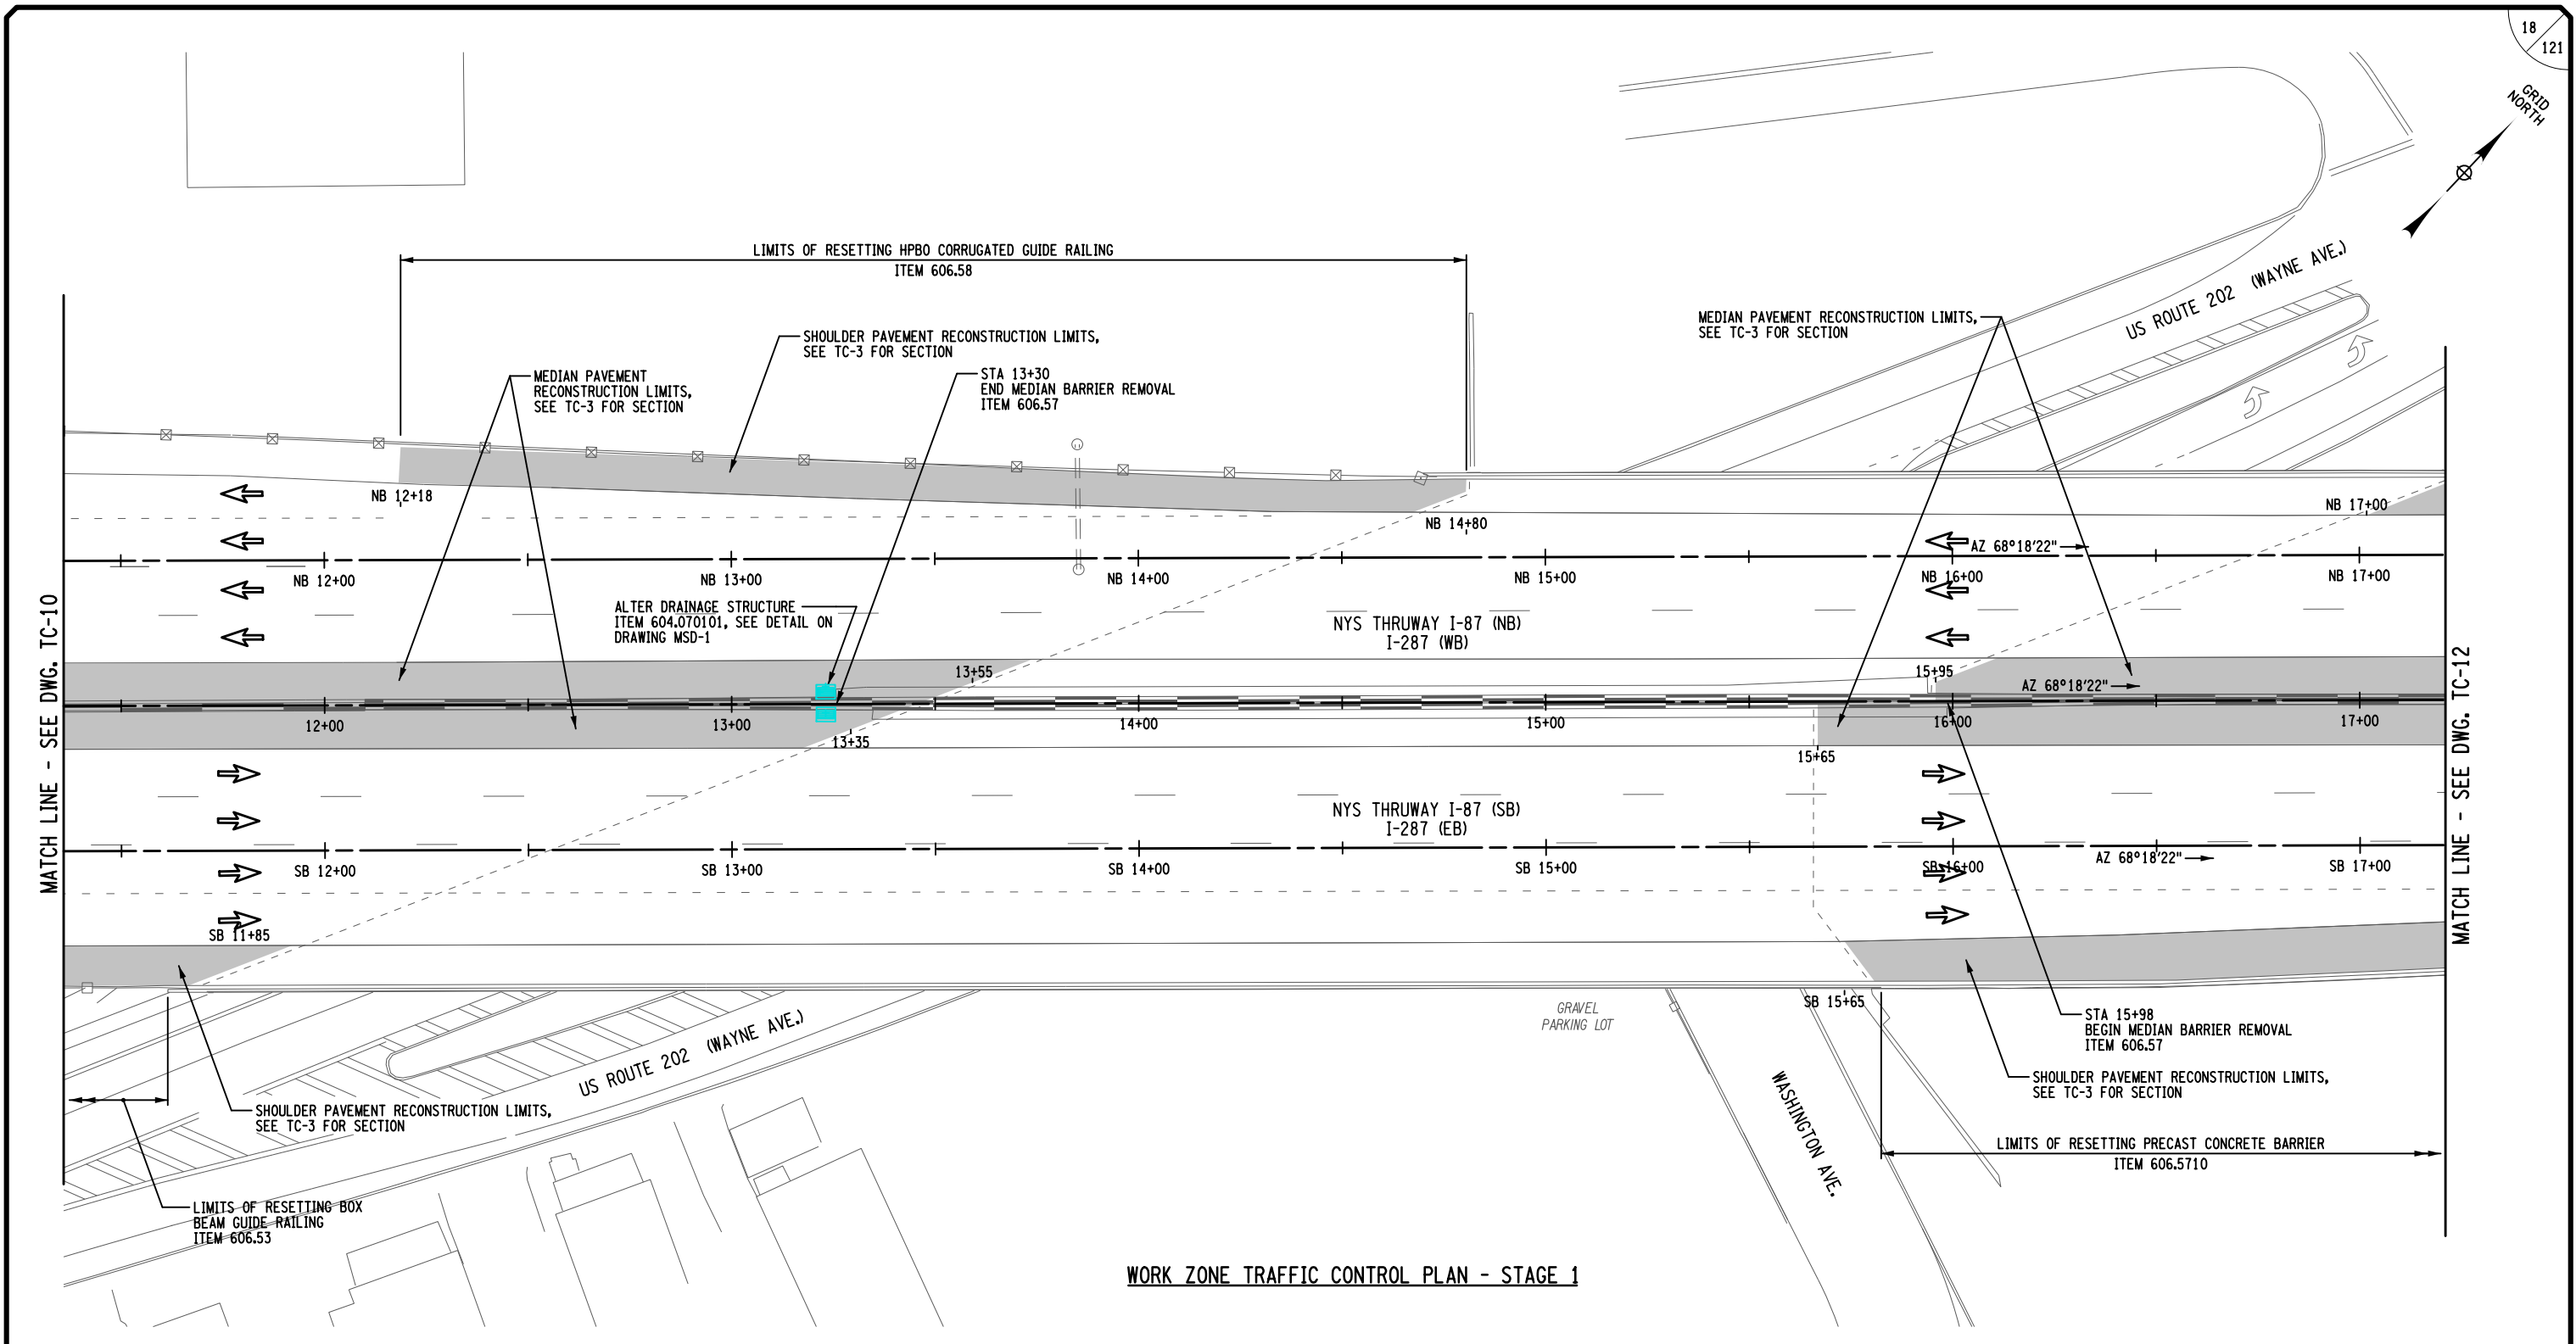 18
121
GRID
NORTH
LIMITS OF RESETTING HPBO CORRUGATED GUIDE RAILING
ITEM 606.58
US ROUTE 202 (WAYNE AVE.)
MEDIAN PAVEMENT RECONSTRUCTION LIMITS,
SEE TC-3 FOR SECTION
SHOULDER PAVEMENT RECONSTRUCTION LIMITS,
SEE TC-3 FOR SECTION
MEDIAN PAVEMENT
RECONSTRUCTION LIMITS,
SEE TC-3 FOR SECTION
STA 13+30
END MEDIAN BARRIER REMOVAL
ITEM 606.57
NB 12+18
NB 14+80
NB 17+00
AZ 68°18'22"
NB 12+00
NB 13+00
NB 14+00
NB 15+00
NB 16+00
NB 17+00
ALTER DRAINAGE STRUCTURE
ITEM 604.070101, SEE DETAIL ON
DRAWING MSD-1
NYS THRUWAY I-87 (NB)
I-287 (WB)
MATCH LINE - SEE DWG. TC-10
MATCH LINE - SEE DWG. TC-12
13+55
15+95
AZ 68°18'22"
12+00
13+00
14+00
15+00
16+00
17+00
13+35
15+65
NYS THRUWAY I-87 (SB)
I-287 (EB)
SB 12+00
SB 13+00
SB 14+00
SB 15+00
SB 16+00
AZ 68°18'22"
SB 17+00
SB 11+85
SB 15+65
GRAVEL
PARKING LOT
STA 15+98
BEGIN MEDIAN BARRIER REMOVAL
ITEM 606.57
US ROUTE 202 (WAYNE AVE.)
WASHINGTON AVE.
SHOULDER PAVEMENT RECONSTRUCTION LIMITS,
SEE TC-3 FOR SECTION
SHOULDER PAVEMENT RECONSTRUCTION LIMITS,
SEE TC-3 FOR SECTION
LIMITS OF RESETTING PRECAST CONCRETE BARRIER
ITEM 606.5710
LIMITS OF RESETTING BOX
BEAM GUIDE RAILING
ITEM 606.53
WORK ZONE TRAFFIC CONTROL PLAN - STAGE 1